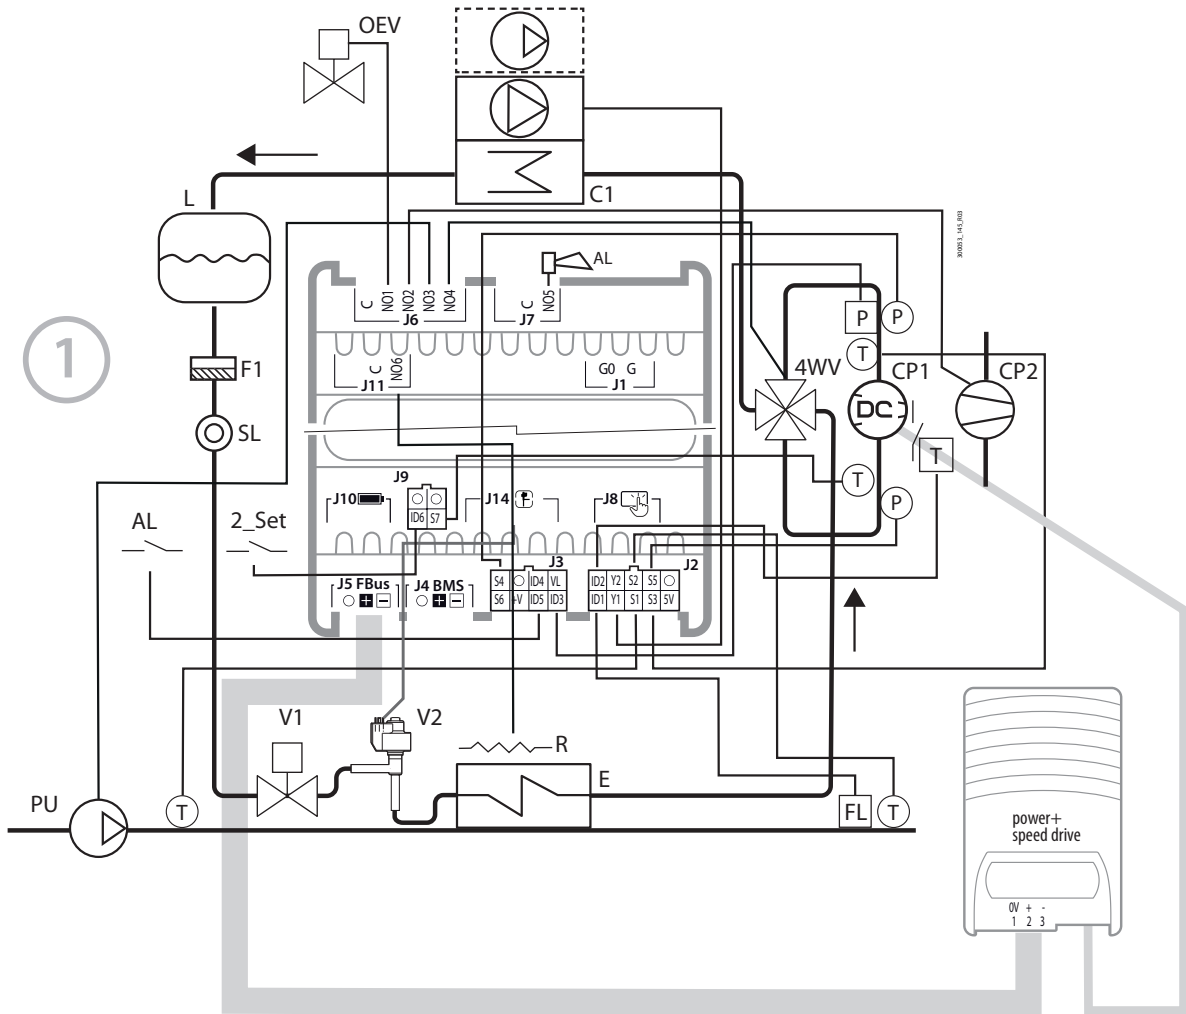 OEV
C1
L
300053_145_R03
AL
C
NO1
NO2
NO3
NO4
J6
C
NO5
J7
1
F1
SL
C
NO6
J11
G0 G
J1
4WV
P
P
T
CP1
CP2
DC
T
T
P
J9
J10
ID6 S7
J14
J8
AL
2_Set
J3
J2
S4 ID4 VL
S6 +V ID5 ID3
ID2 Y2 S2 S5
ID1 Y1 S1 S3 5V
J5 FBus
J4 BMS
+ -
+ -
V1
V2
R
E
PU
T
FL
T
power+
speed drive
0V + -
1 2 3